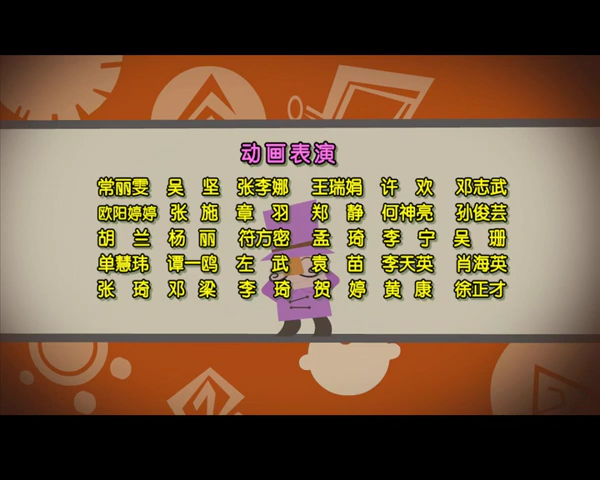 动画表演
常丽雯 吴 坚 张李娜 王瑞娟 许 欢 邓志武
欧阳婷婷 张 施 章 羽 郑 静 何神亮 孙俊芸
胡 兰 杨 丽 符方密 孟 琦 李 宁 吴 珊
单慧玮 谭一鸥 左 武 袁 苗 李天英 肖海英
张 琦 邓 梁 李 琦 贺 婷 黄 康 徐正才